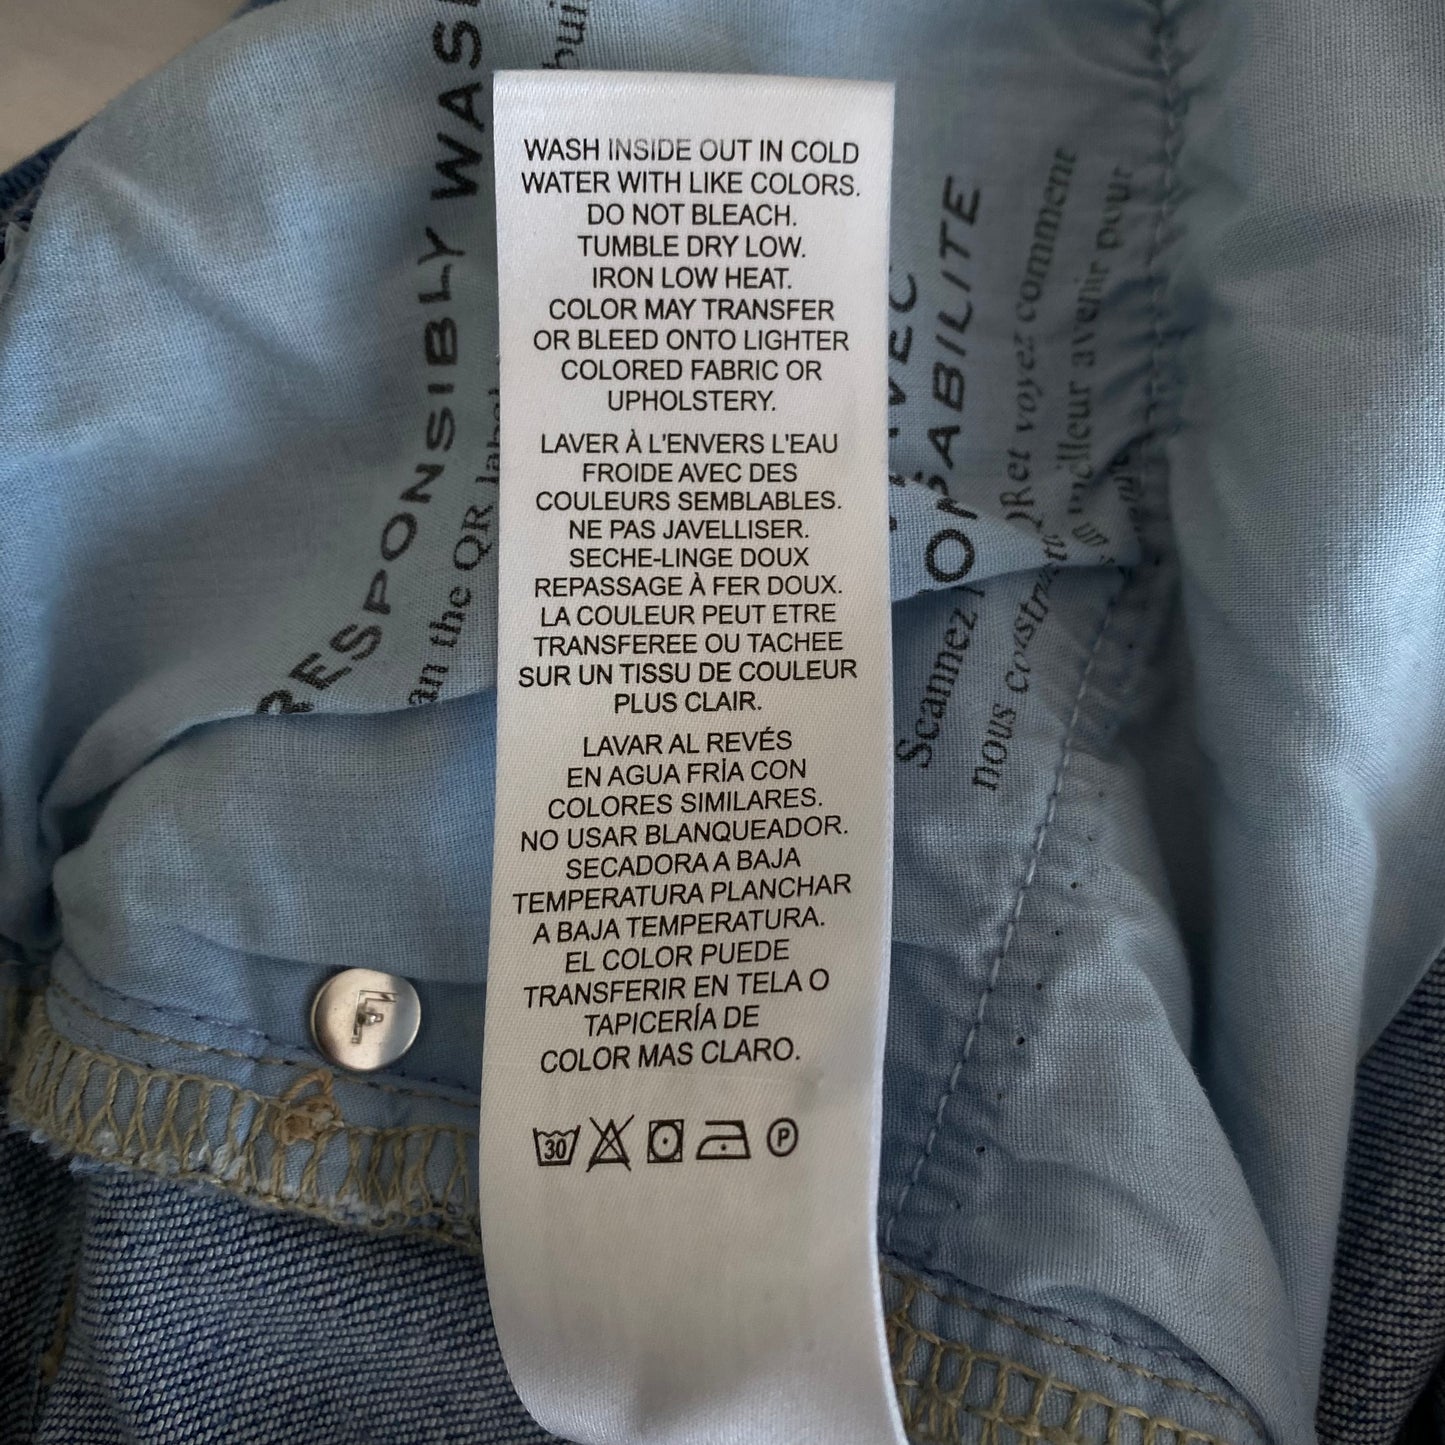 WASH INSIDE OUT IN COLD
WATER WITH LIKE COLORS.
DO NOT BLEACH.
TUMBLE DRY LOW.
IRON LOW HEAT.
COLOR MAY TRANSFER
OR BLEED ONTO LIGHTER
COLORED FABRIC OR
UPHOLSTERY.
LAVER À L'ENVERS L'EAU
FROIDE AVEC DES
COULEURS SEMBLABLES.
NE PAS JAVELLISER.
SECHE-LINGE DOUX
REPASSAGE À FER DOUX.
LA COULEUR PEUT ETRE
TRANSFEREE OU TACHEE
SUR UN TISSU DE COULEUR
PLUS CLAIR.
LAVAR AL REVÉS
EN AGUA FRÍA CON
COLORES SIMILARES.
NO USAR BLANQUEADOR.
SECADORA A BAJA
TEMPERATURA PLANCHAR
A BAJA TEMPERATURA.
EL COLOR PUEDE
TRANSFERIR EN TELA O
TAPICERÍA DE
COLOR MAS CLARO.
30 P
F
RESPONSIBLY WAS
an the QR label
AVEC
ABILITE
Scannez QR et voyez comment
nous meilleur avenir pour